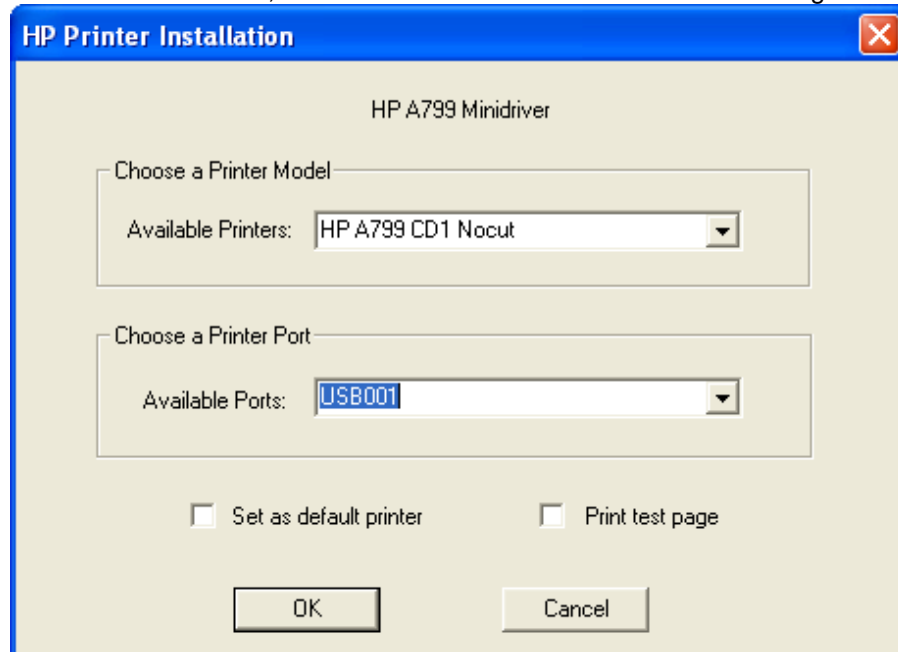 HP Printer Installation
HP A799 Minidriver
Choose a Printer Model
Available Printers: HP A799 CD1 Nocut
Choose a Printer Port
Available Ports: USB001
Set as default printer Print test page
OK Cancel